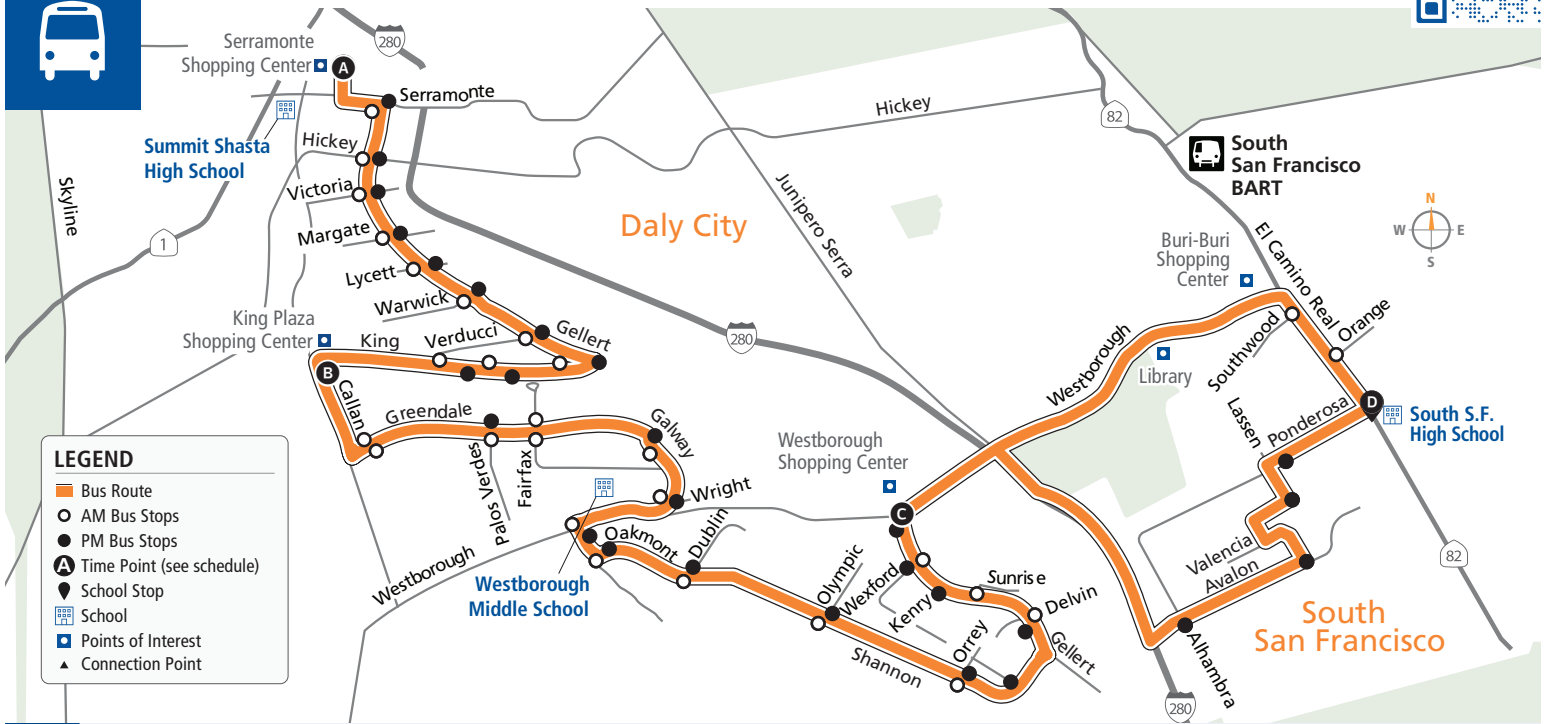 Serramonte
Shopping Center
A
280
Serramonte
Hickey
82
Summit Shasta
High School
Hickey
South
San Francisco
BART
Skyline
Victoria
Junipero Serra
Daly City
N
W E
S
1
Margate
El Camino Real
Buri-Buri
Shopping
Center
Lycett
Warwick
King Plaza
Shopping Center
King
Verducci
Gellert
280
Orange
Westborough
Southwood
Library
B
Callan
Greendale
Galway
Lassen
Ponderosa
D
South S.F.
High School
Westborough
Shopping Center
Palos Verdes
Fairfax
Wright
C
LEGEND
Bus Route
AM Bus Stops
PM Bus Stops
A Time Point (see schedule)
School Stop
School
Points of Interest
Connection Point
Oakmont
Dublin
Westborough
Westborough
Middle School
Olympic
Wexford
Kenry
Sunrise
Delvin
Valencia
Avalon
82
Orrey
Gellert
Shannon
Alhambra
South
San Francisco
280